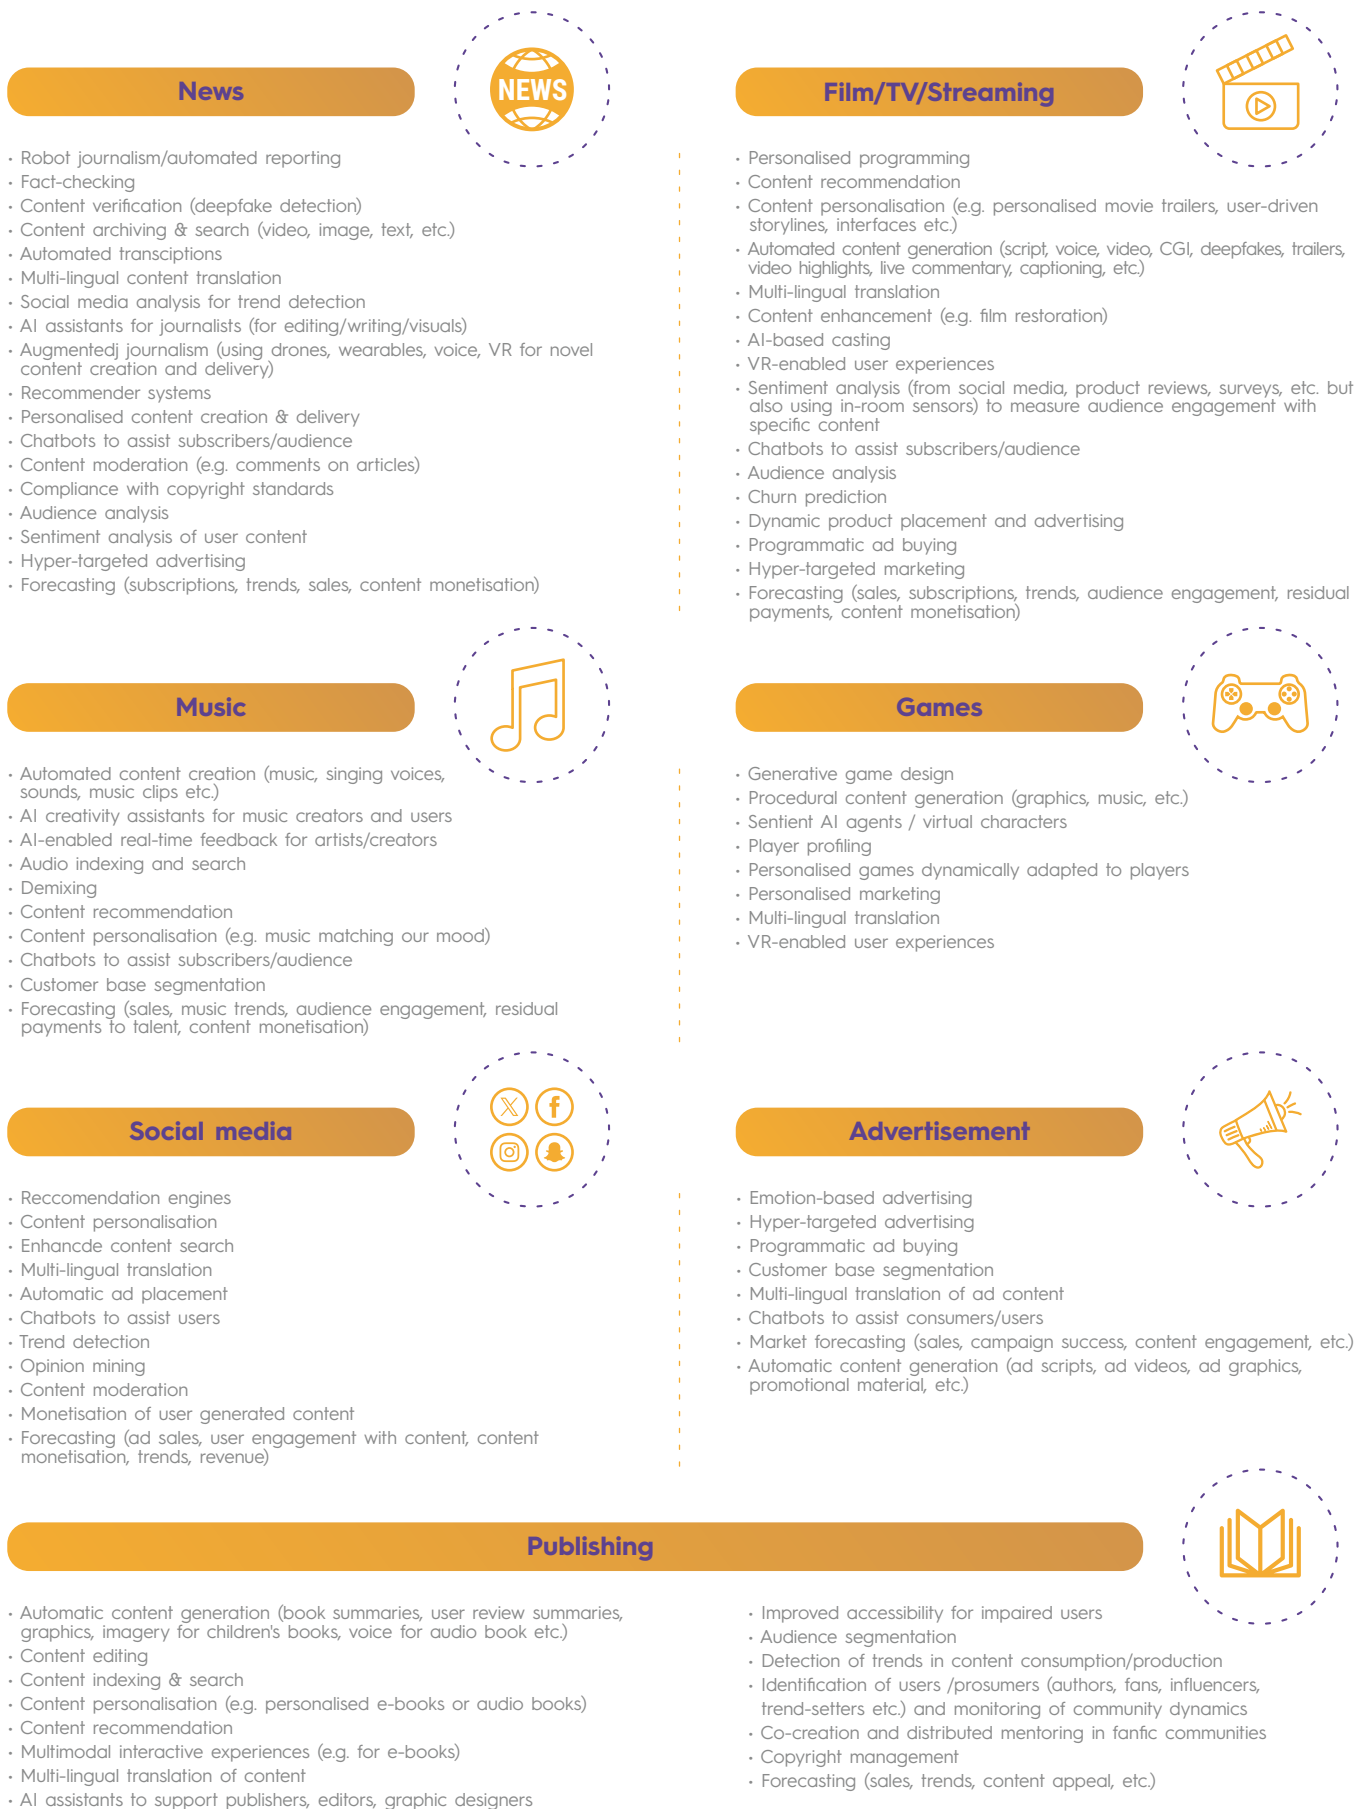 News
NEWS
• Robot journalism/automated reporting
• Fact-checking
• Content verification (deepfake detection)
• Content archiving & search (video, image, text, etc.)
• Automated transciptions
• Multi-lingual content translation
• Social media analysis for trend detection
• AI assistants for journalists (for editing/writing/visuals)
• Augmentedj journalism (using drones, wearables, voice, VR for novel
content creation and delivery)
• Recommender systems
• Personalised content creation & delivery
• Chatbots to assist subscribers/audience
• Content moderation (e.g. comments on articles)
• Compliance with copyright standards
• Audience analysis
• Sentiment analysis of user content
• Hyper-targeted advertising
• Forecasting (subscriptions, trends, sales, content monetisation)
Film/TV/Streaming
• Personalised programming
• Content recommendation
• Content personalisation (e.g. personalised movie trailers, user-driven
storylines, interfaces etc.)
• Automated content generation (script, voice, video, CGI, deepfakes, trailers,
video highlights, live commentary, captioning, etc.)
• Multi-lingual translation
• Content enhancement (e.g. film restoration)
• AI-based casting
• VR-enabled user experiences
• Sentiment analysis (from social media, product reviews, surveys, etc. but
also using in-room sensors) to measure audience engagement with
specific content
• Chatbots to assist subscribers/audience
• Audience analysis
• Churn prediction
• Dynamic product placement and advertising
• Programmatic ad buying
• Hyper-targeted marketing
• Forecasting (sales, subscriptions, trends, audience engagement, residual
payments, content monetisation)
Music
• Automated content creation (music, singing voices,
sounds, music clips etc.)
• AI creativity assistants for music creators and users
• AI-enabled real-time feedback for artists/creators
• Audio indexing and search
• Demixing
• Content recommendation
• Content personalisation (e.g. music matching our mood)
• Chatbots to assist subscribers/audience
• Customer base segmentation
• Forecasting (sales, music trends, audience engagement, residual
payments to talent, content monetisation)
Games
• Generative game design
• Procedural content generation (graphics, music, etc.)
• Sentient AI agents / virtual characters
• Player profiling
• Personalised games dynamically adapted to players
• Personalised marketing
• Multi-lingual translation
• VR-enabled user experiences
Social media
• Reccomendation engines
• Content personalisation
• Enhancde content search
• Multi-lingual translation
• Automatic ad placement
• Chatbots to assist users
• Trend detection
• Opinion mining
• Content moderation
• Monetisation of user generated content
• Forecasting (ad sales, user engagement with content, content
monetisation, trends, revenue)
Advertisement
• Emotion-based advertising
• Hyper-targeted advertising
• Programmatic ad buying
• Customer base segmentation
• Multi-lingual translation of ad content
• Chatbots to assist consumers/users
• Market forecasting (sales, campaign success, content engagement, etc.)
• Automatic content generation (ad scripts, ad videos, ad graphics,
promotional material, etc.)
Publishing
• Automatic content generation (book summaries, user review summaries,
graphics, imagery for children's books, voice for audio book etc.)
• Content editing
• Content indexing & search
• Content personalisation (e.g. personalised e-books or audio books)
• Content recommendation
• Multimodal interactive experiences (e.g. for e-books)
• Multi-lingual translation of content
• AI assistants to support publishers, editors, graphic designers
• Improved accessibility for impaired users
• Audience segmentation
• Detection of trends in content consumption/production
• Identification of users /prosumers (authors, fans, influencers,
trend-setters etc.) and monitoring of community dynamics
• Co-creation and distributed mentoring in fanfic communities
• Copyright management
• Forecasting (sales, trends, content appeal, etc.)